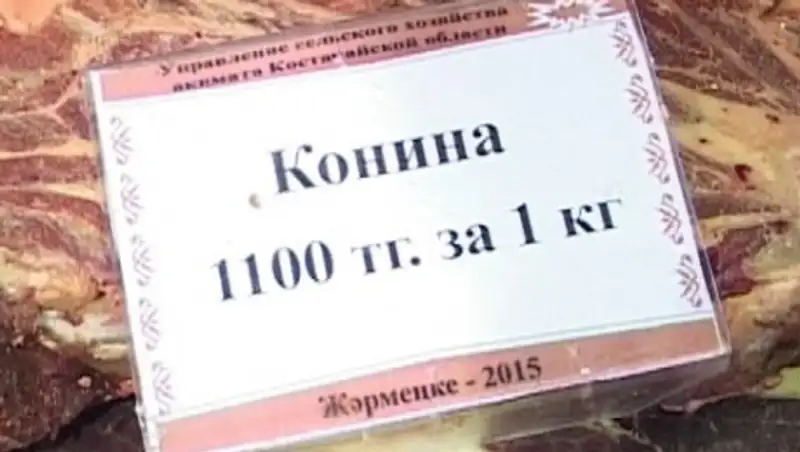 Управление сельского хозяйства
акимата Костанайской области
Конина
1100 тг. за 1 кг
Жәрмеңке - 2015